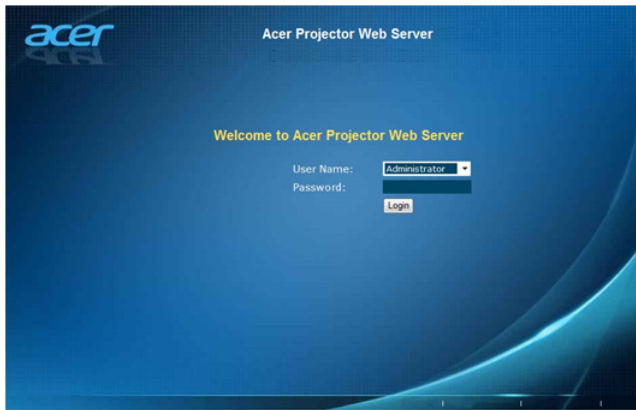 acer
Acer Projector Web Server
Welcome to Acer Projector Web Server
User Name: Administrator
Password:
Login